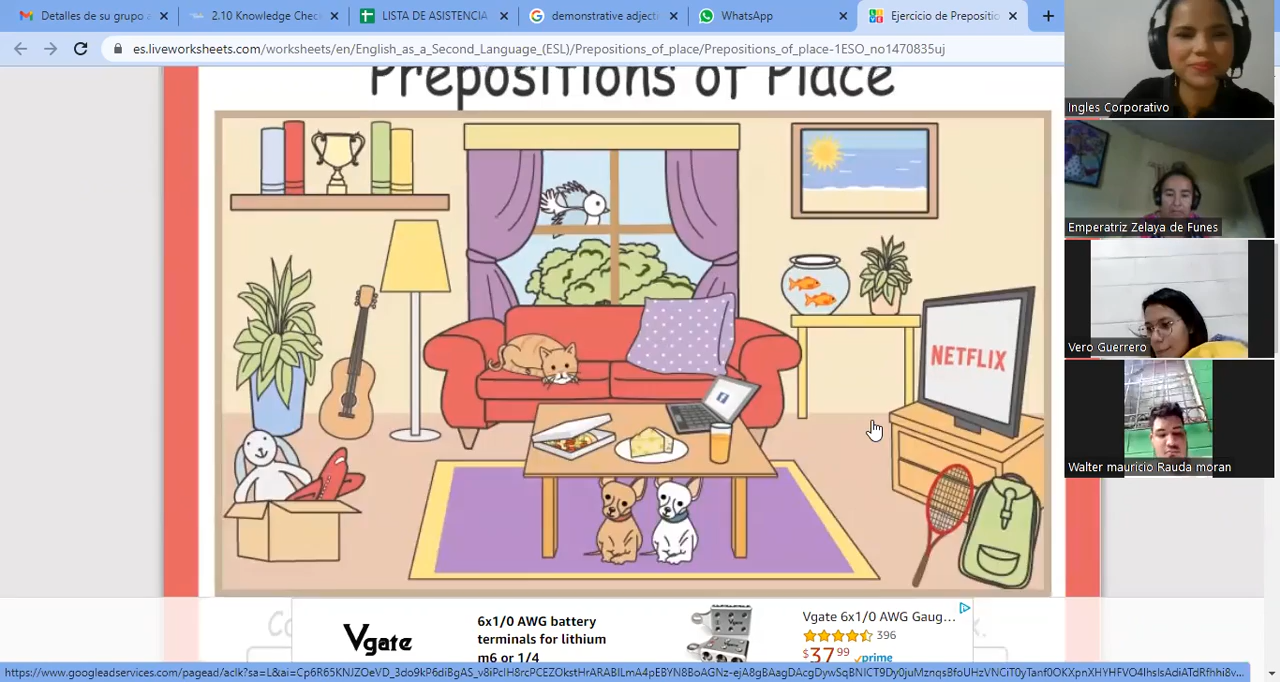 Detalles de su grupo a
2.10 Knowledge Chec
LISTA DE ASISTENCIA
demonstrative adjecti
WhatsApp
Ejercicio de Prepositio
es.liveworksheets.com/worksheets/en/English_as_a_Second_Language_(ESL)/Prepositions_of_place/Prepositions_of_place-1ESO_no1470835uj
Prepositions of Place
Ingles Corporativo
Emperatriz Zelaya de Funes
Vero Guerrero
Walter mauricio Rauda moran
NETFLIX
Vgate
6x1/0 AWG battery
terminals for lithium
m6 or 1/4
Vgate 6x1/0 AWG Gaug...
396
$37.99
prime